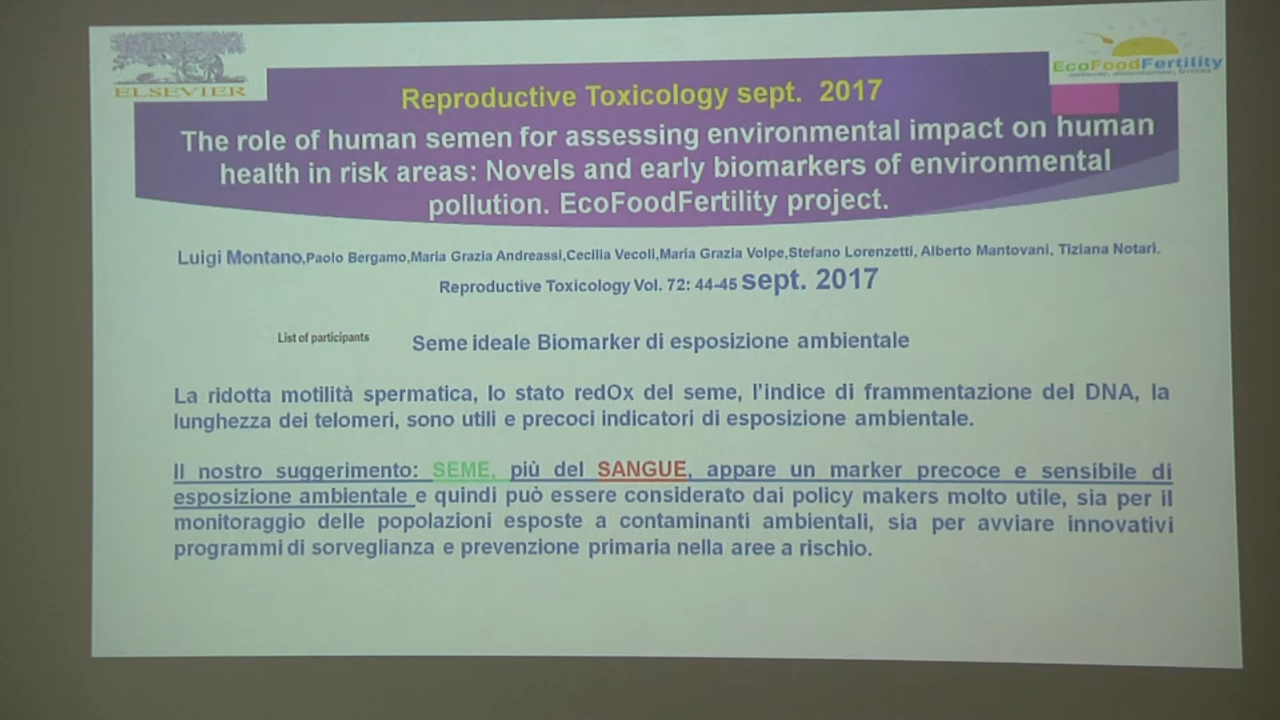 ELSEVIER
EcoFoodFertility
ambiente, alimentazione, fertilità
Reproductive Toxicology sept. 2017
The role of human semen for assessing environmental impact on human
health in risk areas: Novels and early biomarkers of environmental
pollution. EcoFoodFertility project.
Luigi Montano,Paolo Bergamo,Maria Grazia Andreassi,Cecilia Vecoli,Maria Grazia Volpe,Stefano Lorenzetti, Alberto Mantovani, Tiziana Notari.
Reproductive Toxicology Vol. 72: 44-45 sept. 2017
List of participants
Seme ideale Biomarker di esposizione ambientale
La ridotta motilità spermatica, lo stato redOx del seme, l'indice di frammentazione del DNA, la
lunghezza dei telomeri, sono utili e precoci indicatori di esposizione ambientale.
Il nostro suggerimento: SEME, più del SANGUE, appare un marker precoce e sensibile di
esposizione ambientale e quindi può essere considerato dai policy makers molto utile, sia per il
monitoraggio delle popolazioni esposte a contaminanti ambientali, sia per avviare innovativi
programmi di sorveglianza e prevenzione primaria nella aree a rischio.